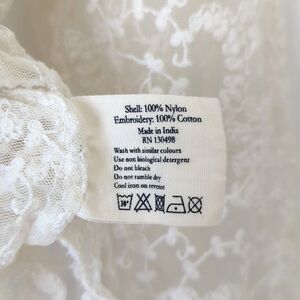 Shell: 100% Nylon
Embroidery: 100% Cotton
Made in India
RN 130498
Wash with similar colours
Use non biological detergent
Do not bleach
Do not tumble dry
Cool iron on reverse
30°